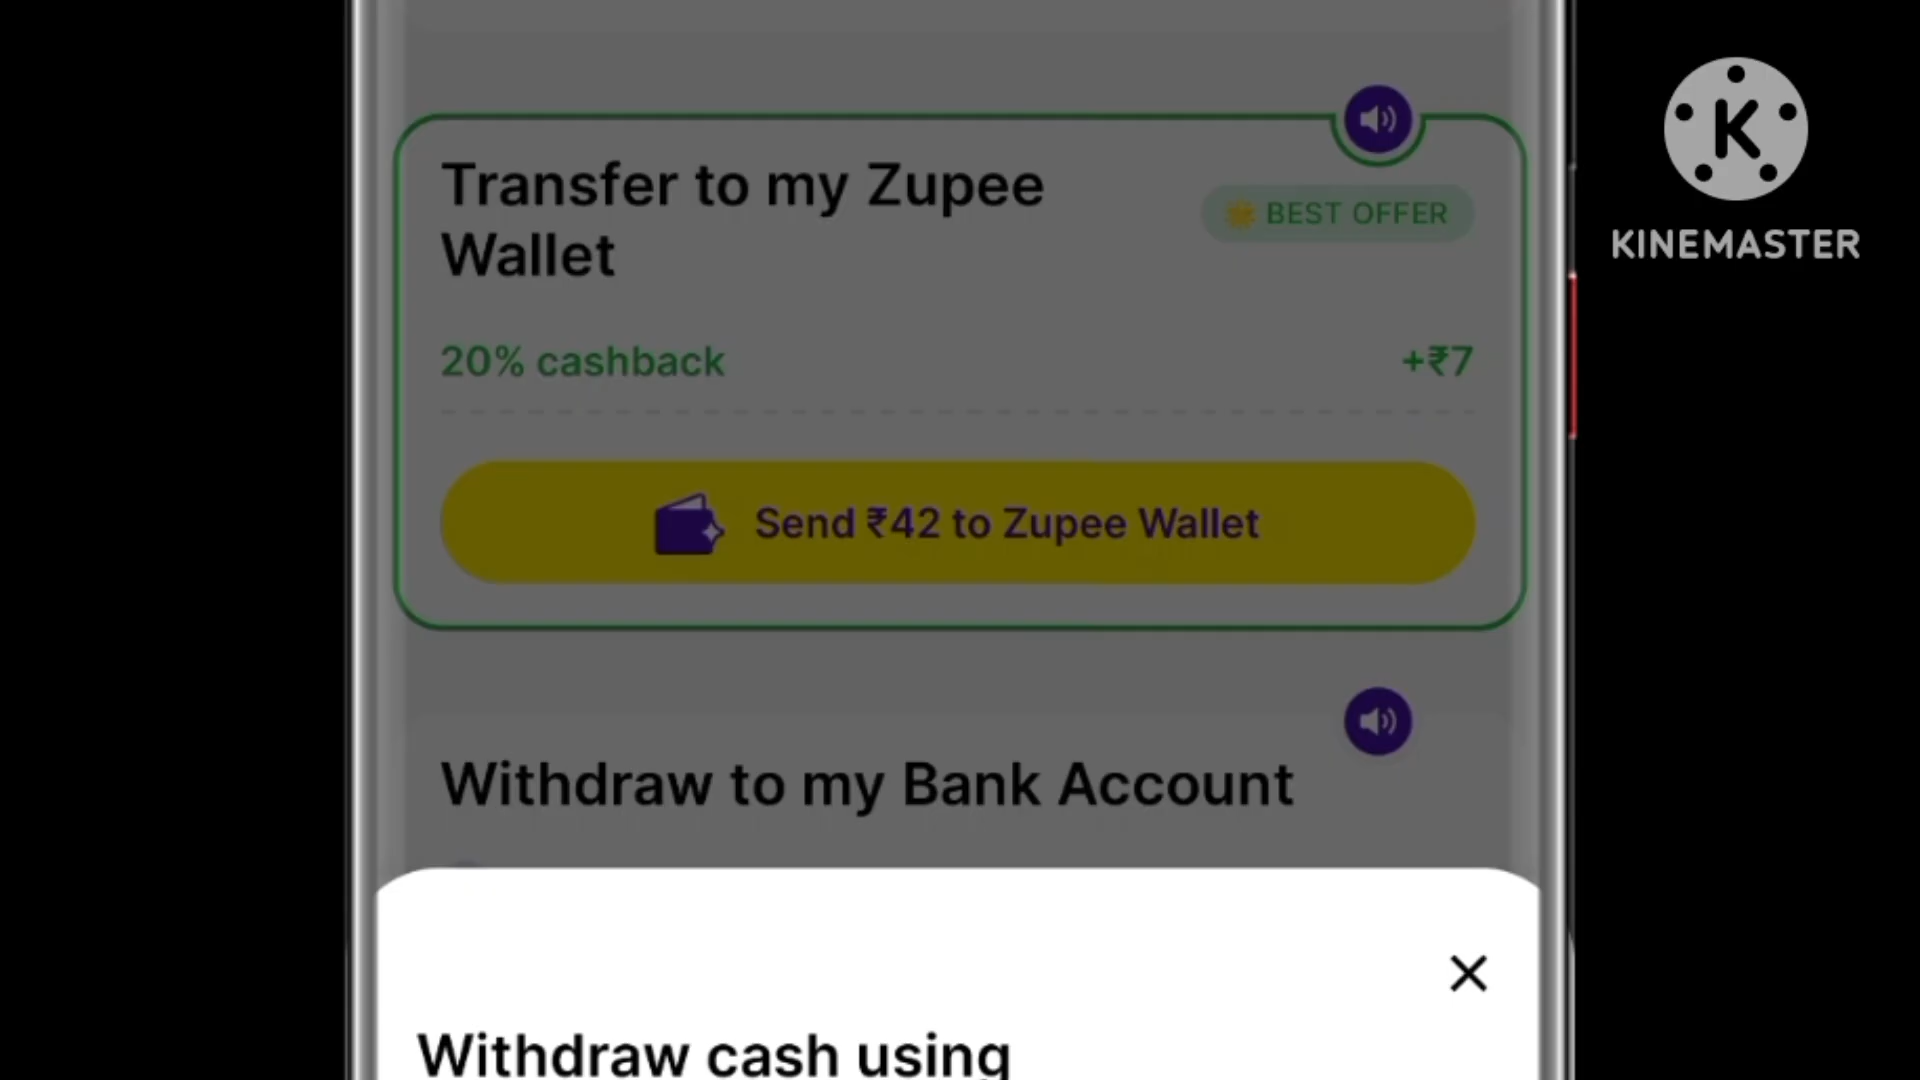 Transfer to my Zupee
Wallet
BEST OFFER
20% cashback
+₹7
Send ₹42 to Zupee Wallet
Withdraw to my Bank Account
Withdraw cash using
K
KINEMASTER